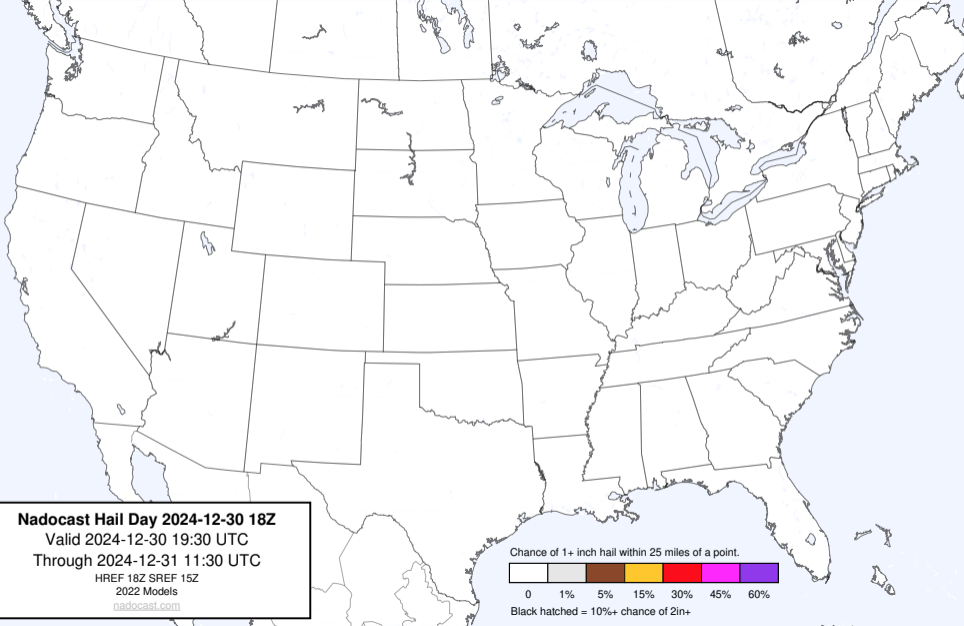 Nadocast Hail Day 2024-12-30 18Z
Valid 2024-12-30 19:30 UTC
Through 2024-12-31 11:30 UTC
HREF 18Z SREF 15Z
2022 Models
nadocast.com
Chance of 1+ inch hail within 25 miles of a point.
0 1% 5% 15% 30% 45% 60%
Black hatched = 10%+ chance of 2in+